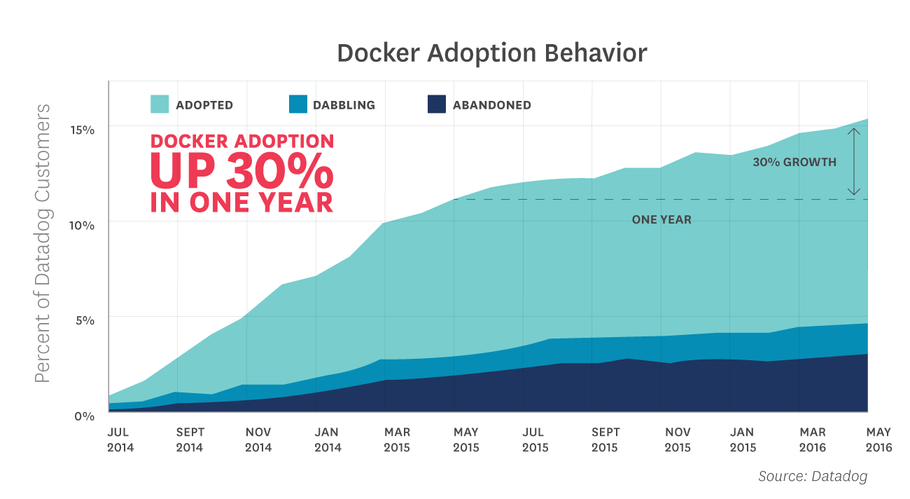 Docker Adoption Behavior
ADOPTED
DABBLING
ABANDONED
DOCKER ADOPTION
UP 30%
IN ONE YEAR
Percent of Datadog Customers
15%
10%
5%
0%
30% GROWTH
ONE YEAR
JUL
2014
SEPT
2014
NOV
2014
JAN
2014
MAR
2015
MAY
2015
JUL
2015
SEPT
2015
NOV
2015
JAN
2015
MAR
2016
MAY
2016
Source: Datadog